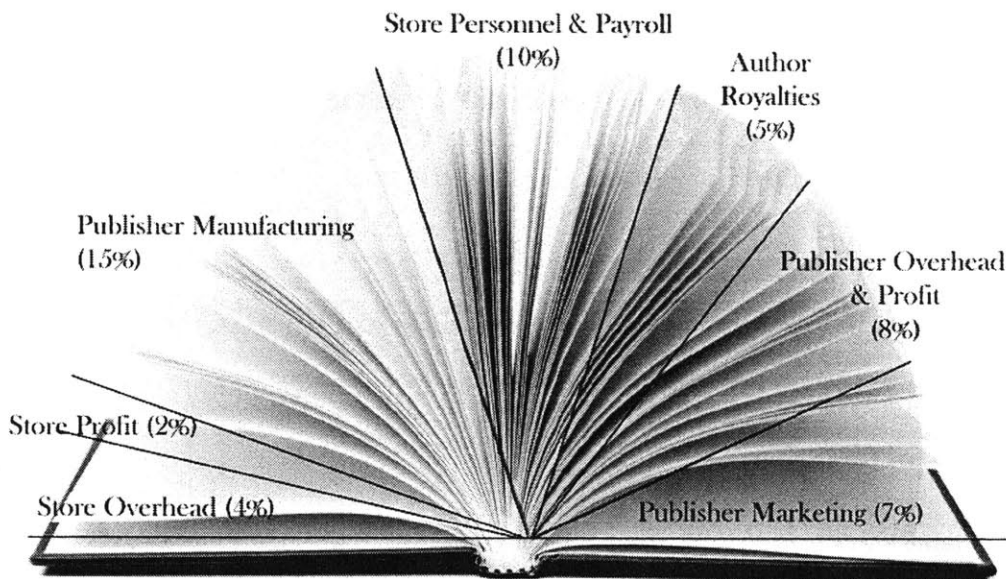 Store Personnel & Payroll
(10%)
Author
Royalties
(5%)
Publisher Manufacturing
(15%)
Publisher Overhead
& Profit
(8%)
Store Profit (2%)
Store Overhead (4%)
Publisher Marketing (7%)